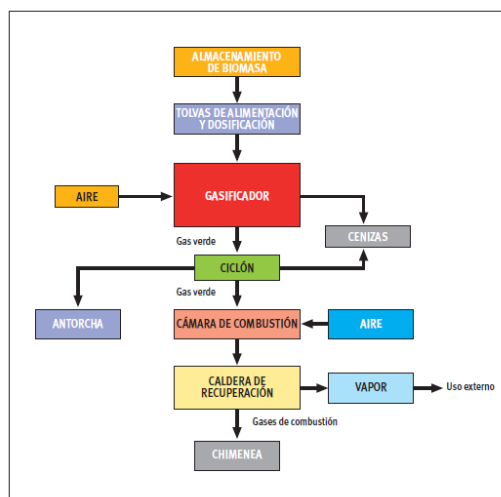 ALMACENAMIENTO
DE BIOMASA
TOLVAS DE ALIMENTACIÓN
Y DOSIFICACIÓN
AIRE
GASIFICADOR
CENIZAS
Gas verde
CICLÓN
Gas verde
ANTORCHA
CÁMARA DE COMBUSTIÓN
AIRE
CALDERA DE
RECUPERACIÓN
VAPOR
Uso externo
Gases de combustión
CHIMENEA